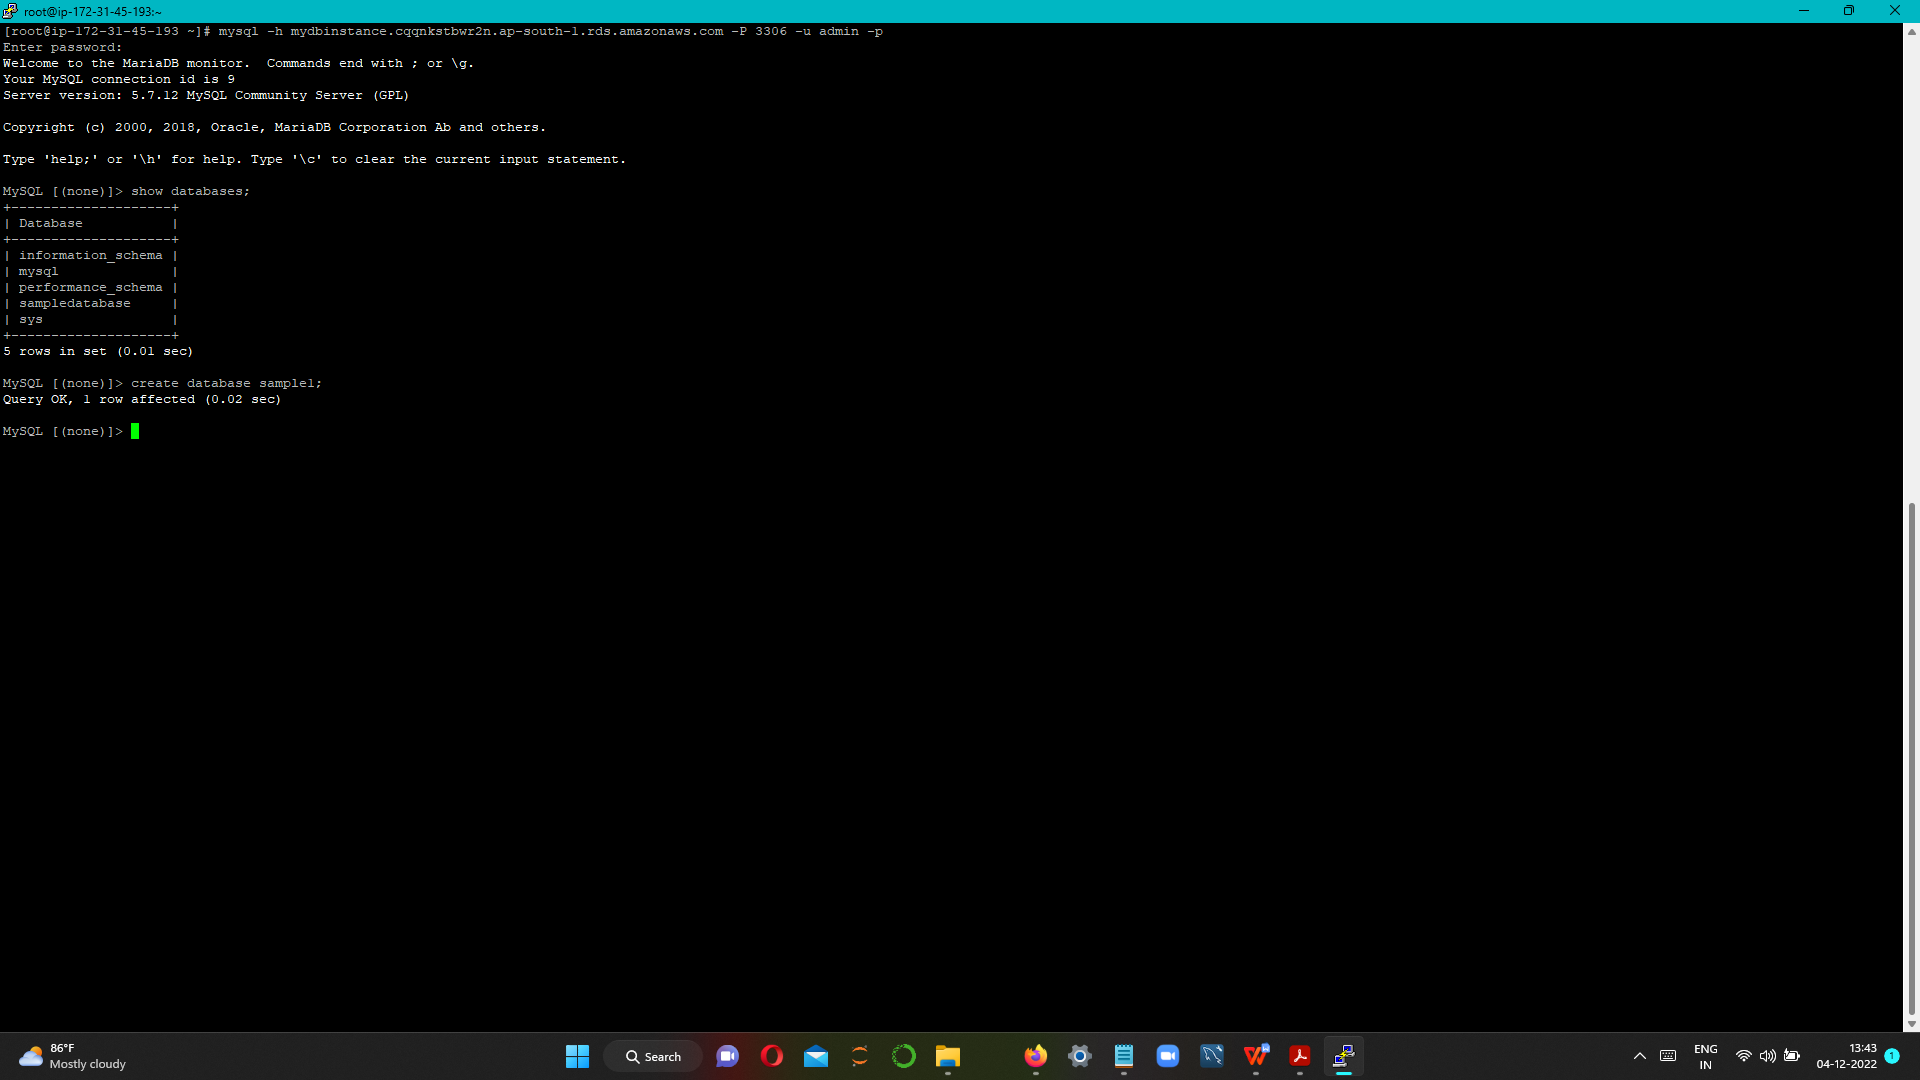 root@ip-172-31-45-193:~
[root@ip-172-31-45-193 ~]# mysql -h mydbinstance.cqqnkstbwr2n.ap-south-1.rds.amazonaws.com -P 3306 -u admin -p
Enter password:
Welcome to the MariaDB monitor.  Commands end with ; or \g.
Your MySQL connection id is 9
Server version: 5.7.12 MySQL Community Server (GPL)
Copyright (c) 2000, 2018, Oracle, MariaDB Corporation Ab and others.
Type 'help;' or '\h' for help. Type '\c' to clear the current input statement.
MySQL [(none)]> show databases;
+--------------------+
| Database           |
+--------------------+
| information_schema |
| mysql              |
| performance_schema |
| sampledatabase     |
| sys                |
+--------------------+
5 rows in set (0.01 sec)
MySQL [(none)]> create database sample1;
Query OK, 1 row affected (0.02 sec)
MySQL [(none)]>
86°F
Mostly cloudy
Search
ENG
IN
13:43
04-12-2022
1